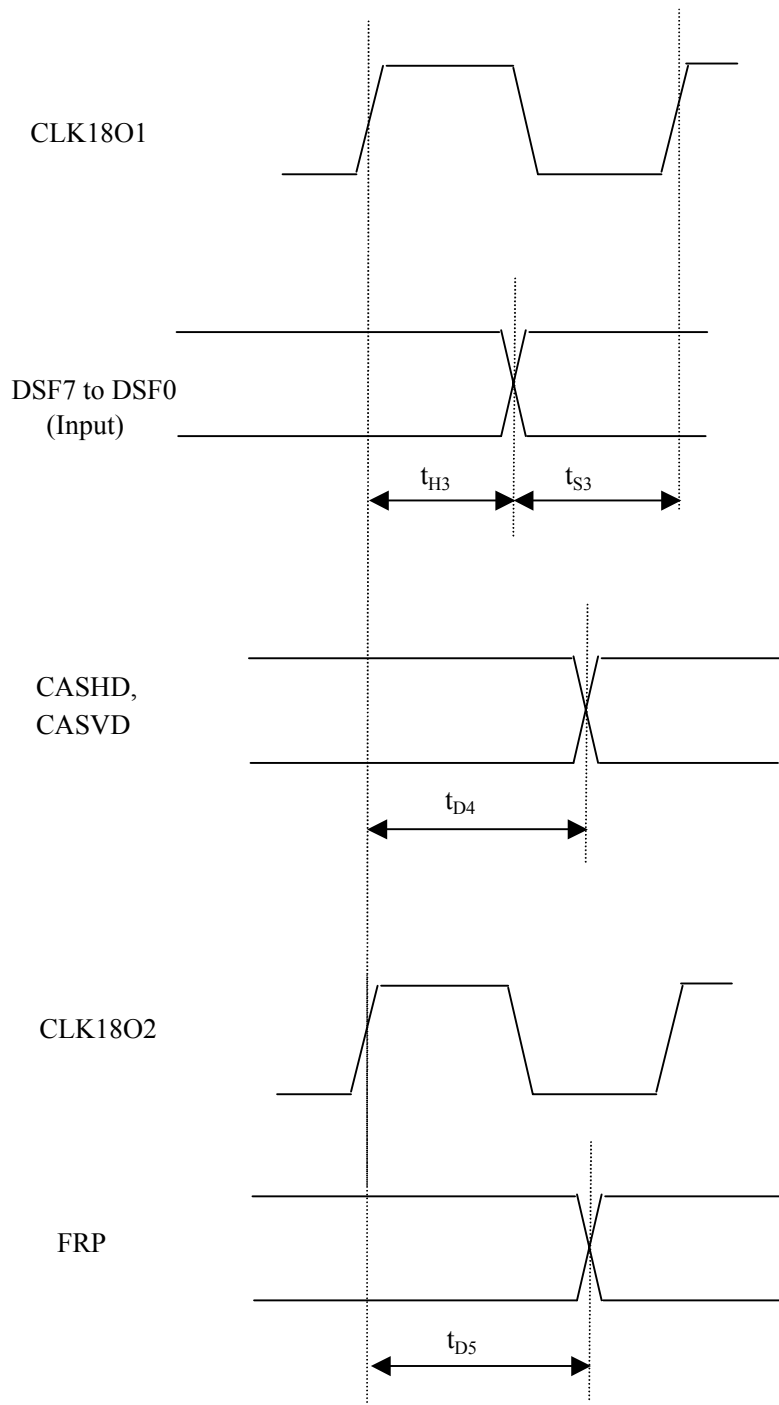 CLK18O1
DSF7 to DSF0
(Input)
tH3
tS3
CASHD,
CASVD
tD4
CLK18O2
FRP
tD5